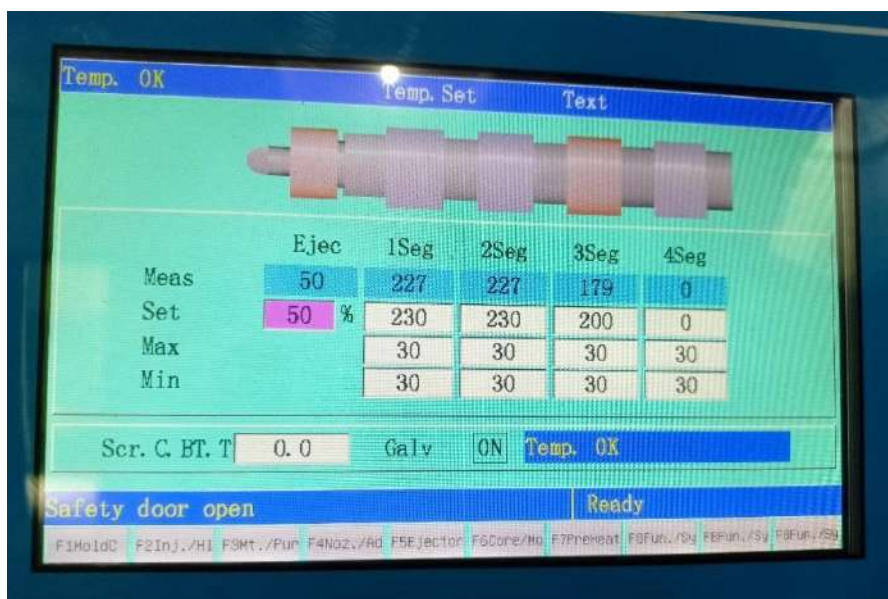 Temp. OK Temp. Set Text
Ejec 1Seg 2Seg 3Seg 4Seg
Meas 50 227 227 179 0
Set 50 % 230 230 200 0
Max 30 30 30 30
Min 30 30 30 30
Scr. C. BT. T 0.0 Galv ON Temp. OK
Safety door open Ready
F1MoldC F2Inj./HI F3Mt./Pur F4Noz./Ad F5Ejector F6Core/Mo F7PreHeat